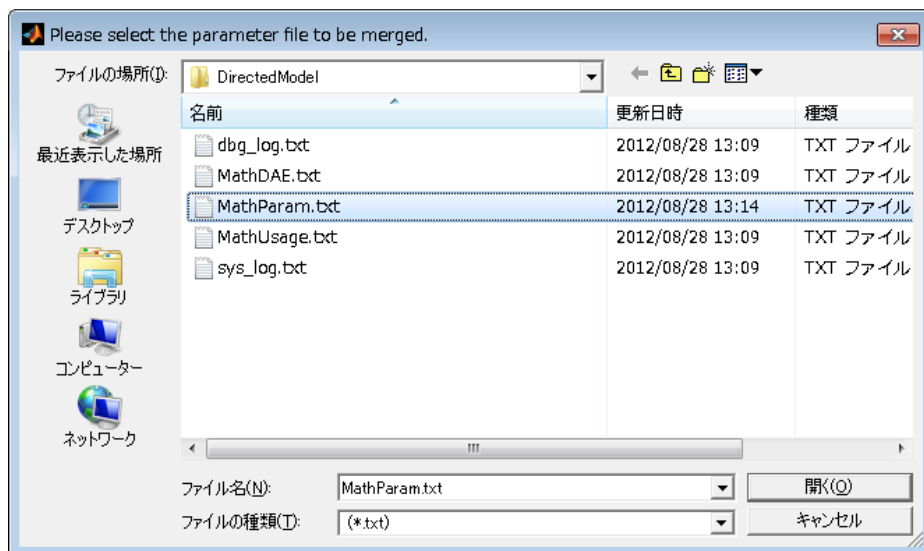 Please select the parameter file to be merged.
ファイルの場所(I): DirectedModel
名前 更新日時 種類
dbg_log.txt 2012/08/28 13:09 TXT ファイル
MathDAE.txt 2012/08/28 13:09 TXT ファイル
MathParam.txt 2012/08/28 13:14 TXT ファイル
MathUsage.txt 2012/08/28 13:09 TXT ファイル
sys_log.txt 2012/08/28 13:09 TXT ファイル
最近表示した場所
デスクトップ
ライブラリ
コンピューター
ネットワーク
ファイル名(N): MathParam.txt 開く(O)
ファイルの種類(T): (*.txt) キャンセル